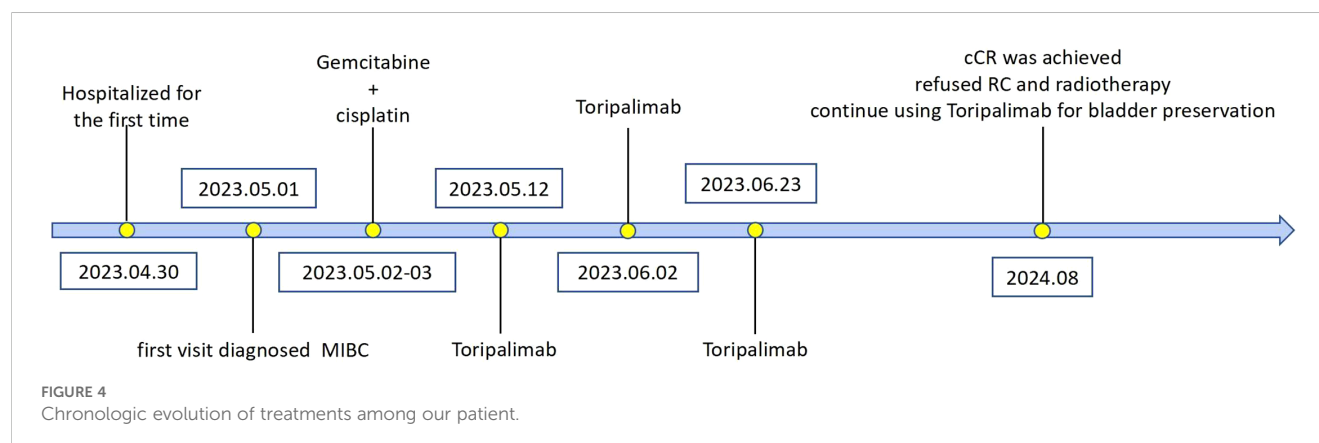 Hospitalized for
the first time
2023.04.30
2023.05.01
first visit diagnosed MIBC
Gemcitabine
+
cisplatin
2023.05.02-03
2023.05.12
Toripalimab
Toripalimab
2023.06.02
2023.06.23
Toripalimab
cCR was achieved
refused RC and radiotherapy
continue using Toripalimab for bladder preservation
2024.08
FIGURE 4
Chronologic evolution of treatments among our patient.